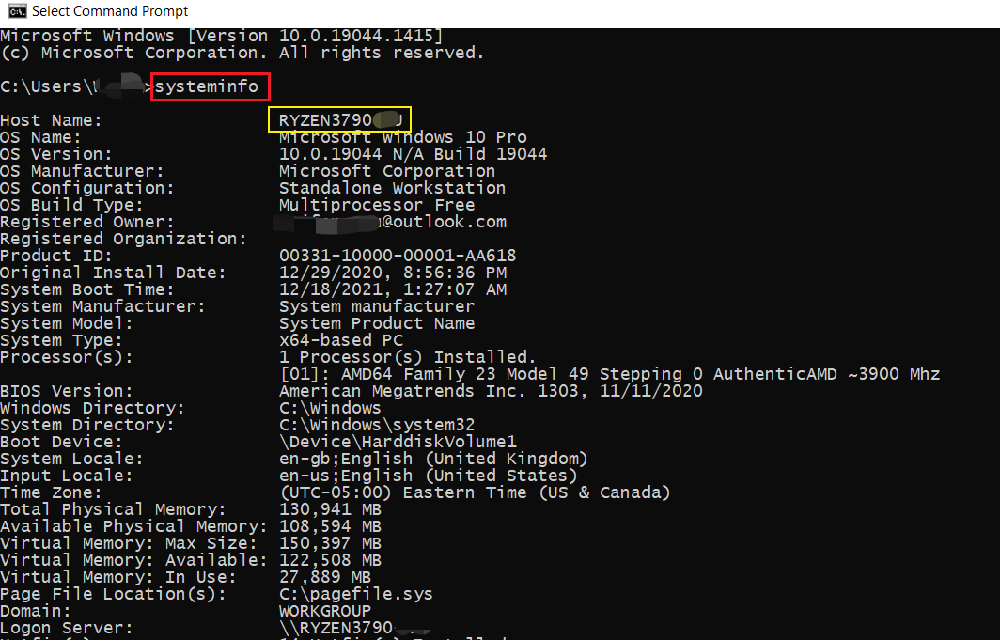 Select Command Prompt
Microsoft Windows [Version 10.0.19044.1415]
(c) Microsoft Corporation. All rights reserved.
C:\Users\ >systeminfo
Host Name: RYZEN3790
OS Name: Microsoft Windows 10 Pro
OS Version: 10.0.19044 N/A Build 19044
OS Manufacturer: Microsoft Corporation
OS Configuration: Standalone Workstation
OS Build Type: Multiprocessor Free
Registered Owner: @outlook.com
Registered Organization:
Product ID: 00331-10000-00001-AA618
Original Install Date: 12/29/2020, 8:56:36 PM
System Boot Time: 12/18/2021, 1:27:07 AM
System Manufacturer: System manufacturer
System Model: System Product Name
System Type: x64-based PC
Processor(s): 1 Processor(s) Installed.
[01]: AMD64 Family 23 Model 49 Stepping 0 AuthenticAMD ~3900 Mhz
BIOS Version: American Megatrends Inc. 1303, 11/11/2020
Windows Directory: C:\Windows
System Directory: C:\Windows\system32
Boot Device: \Device\HarddiskVolume1
System Locale: en-gb;English (United Kingdom)
Input Locale: en-us;English (United States)
Time Zone: (UTC-05:00) Eastern Time (US & Canada)
Total Physical Memory: 130,941 MB
Available Physical Memory: 108,594 MB
Virtual Memory: Max Size: 150,397 MB
Virtual Memory: Available: 122,508 MB
Virtual Memory: In Use: 27,889 MB
Page File Location(s): C:\pagefile.sys
Domain: WORKGROUP
Logon Server: \\RYZEN3790